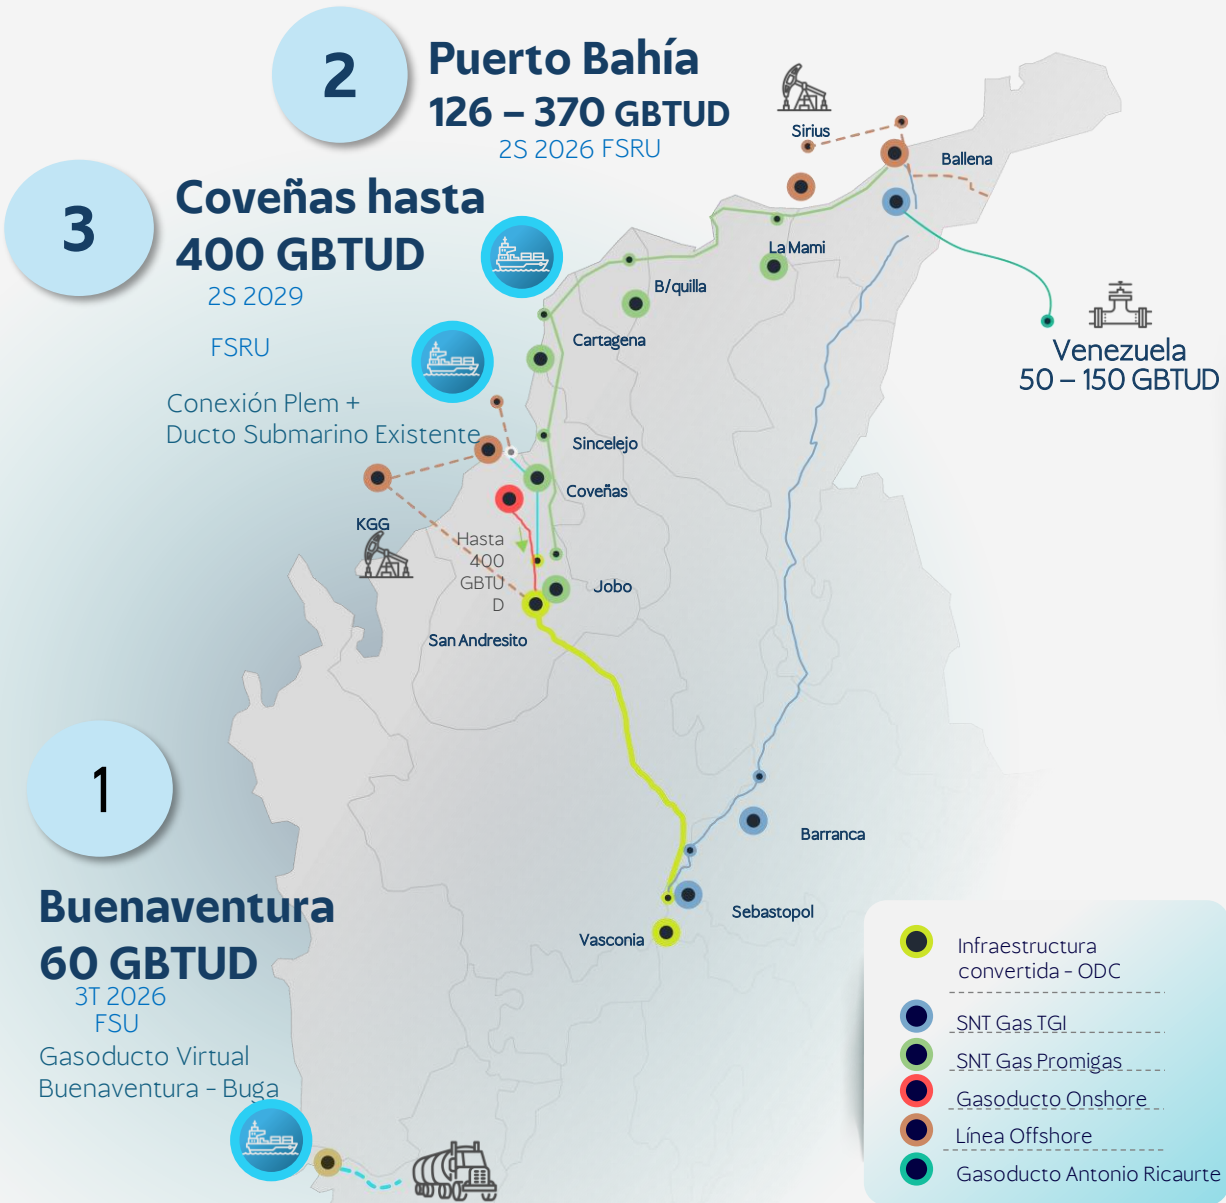 2
Puerto Bahía
126 – 370 GBTUD
2S 2026 FSRU
3
Coveñas hasta
400 GBTUD
2S 2029
FSRU
Conexión Plem +
Ducto Submarino Existente
Sirius
Ballena
La Mami
B/quilla
Cartagena
Venezuela
50 – 150 GBTUD
Sincelejo
Coveñas
KGG
Hasta
400
GBTU
D
Jobo
San Andresito
1
Buenaventura
60 GBTUD
3T 2026
FSU
Gasoducto Virtual
Buenaventura - Buga
Barranca
Sebastopol
Vasconia
Infraestructura
convertida - ODC
SNT Gas TGI
SNT Gas Promigas
Gasoducto Onshore
Línea Offshore
Gasoducto Antonio Ricaurte